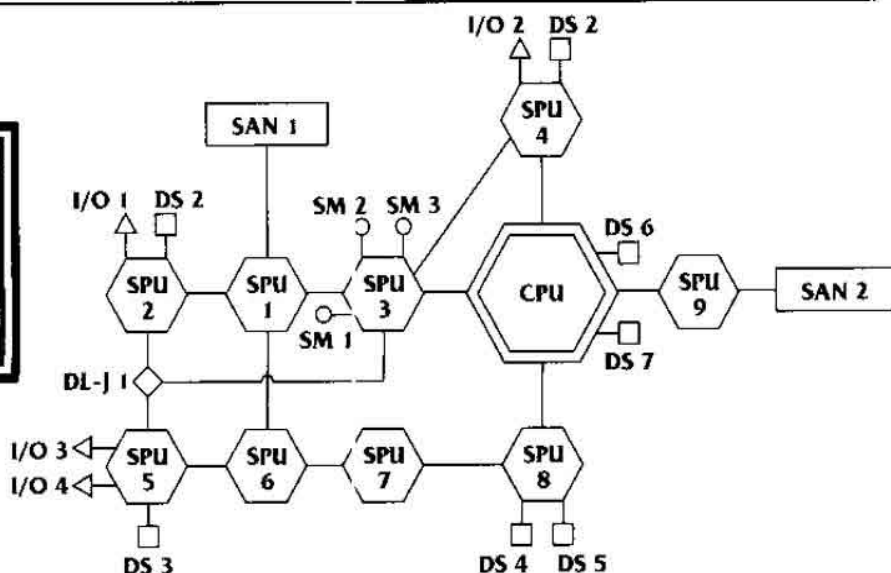 I/O 2
DS 2
SPU
4
SAN 1
I/O 1
DS 2
SM 2
SM 3
DS 6
SPU
2
SPU
1
SPU
3
CPU
SPU
9
SAN 2
SM 1
DS 7
DL-J 1
I/O 3
I/O 4
SPU
5
SPU
6
SPU
7
SPU
8
DS 3
DS 4
DS 5